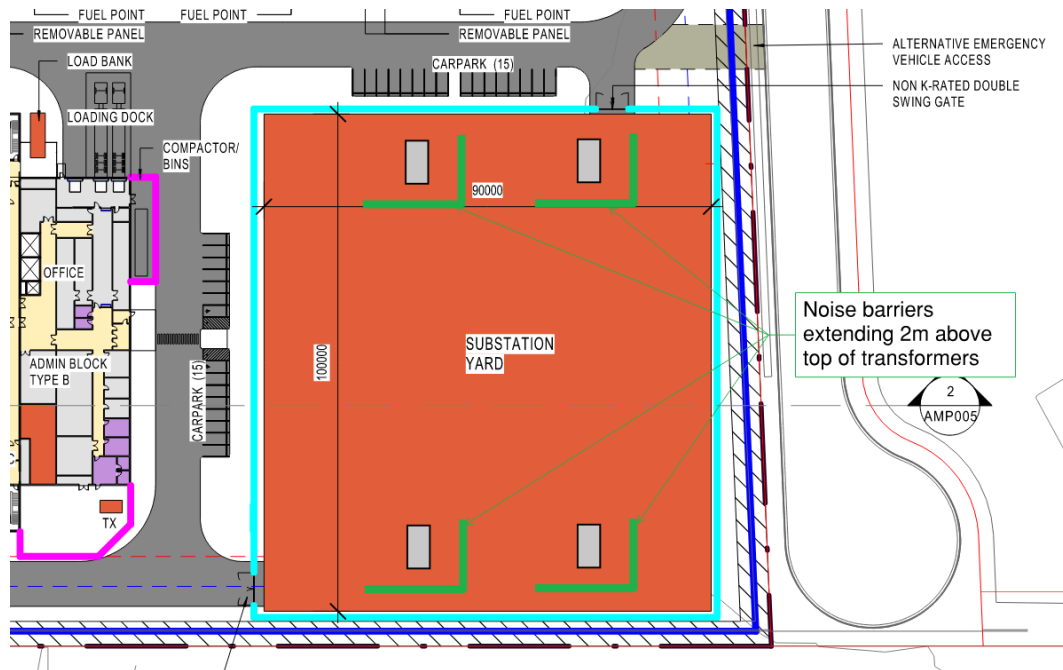 FUEL POINT
FUEL POINT
FUEL POINT
REMOVABLE PANEL
REMOVABLE PANEL
LOAD BANK
CARPARK (15)
ALTERNATIVE EMERGENCY
VEHICLE ACCESS
NON K-RATED DOUBLE
SWING GATE
LOADING DOCK
COMPACTOR/
BINS
90000
OFFICE
Noise barriers
extending 2m above
top of transformers
SUBSTATION
YARD
100000
ADMIN BLOCK
TYPE B
CARPARK (15)
2
AMP005
TX